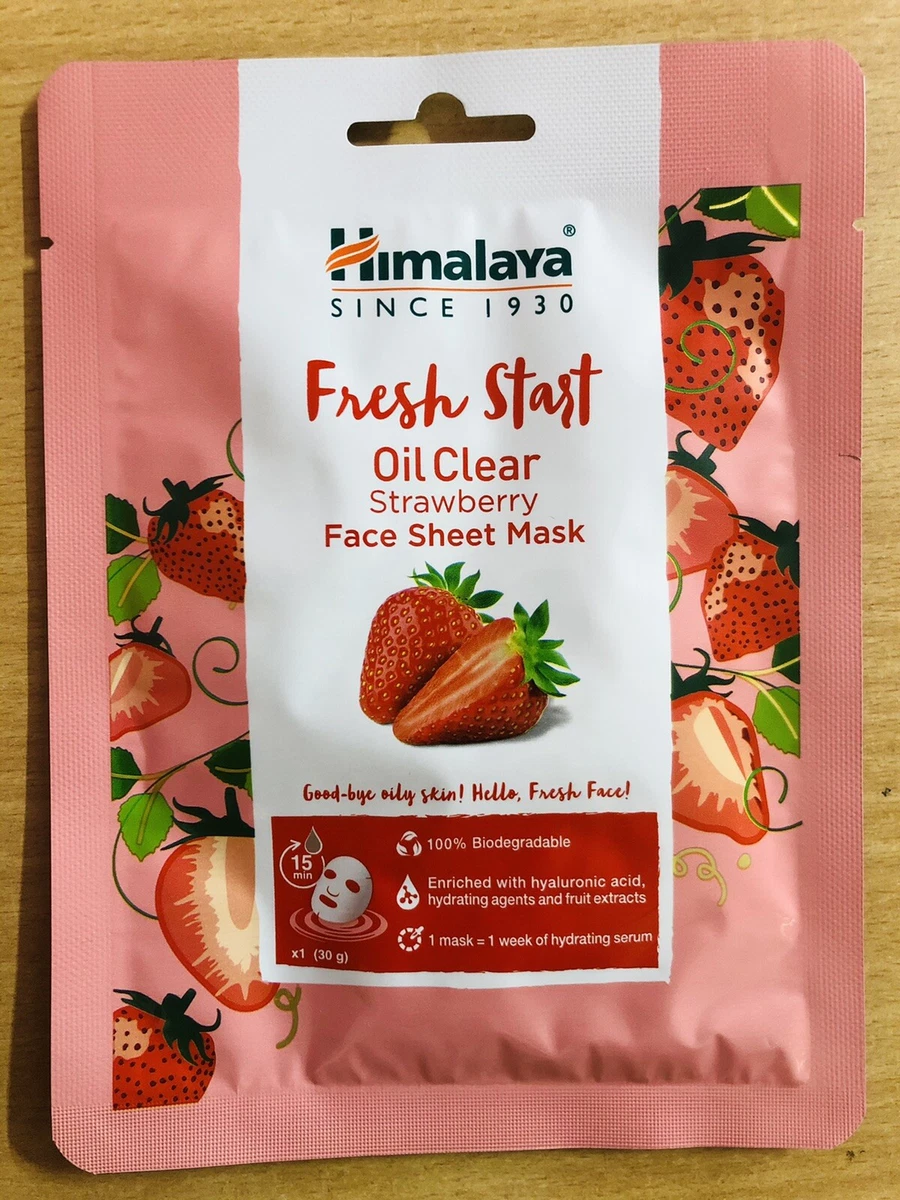 Himalaya®
SINCE 1930
Fresh Start
Oil Clear
Strawberry
Face Sheet Mask
Good-bye oily skin! Hello, Fresh Face!
15
min
x1 (30 g)
100% Biodegradable
Enriched with hyaluronic acid,
hydrating agents and fruit extracts
1 mask = 1 week of hydrating serum